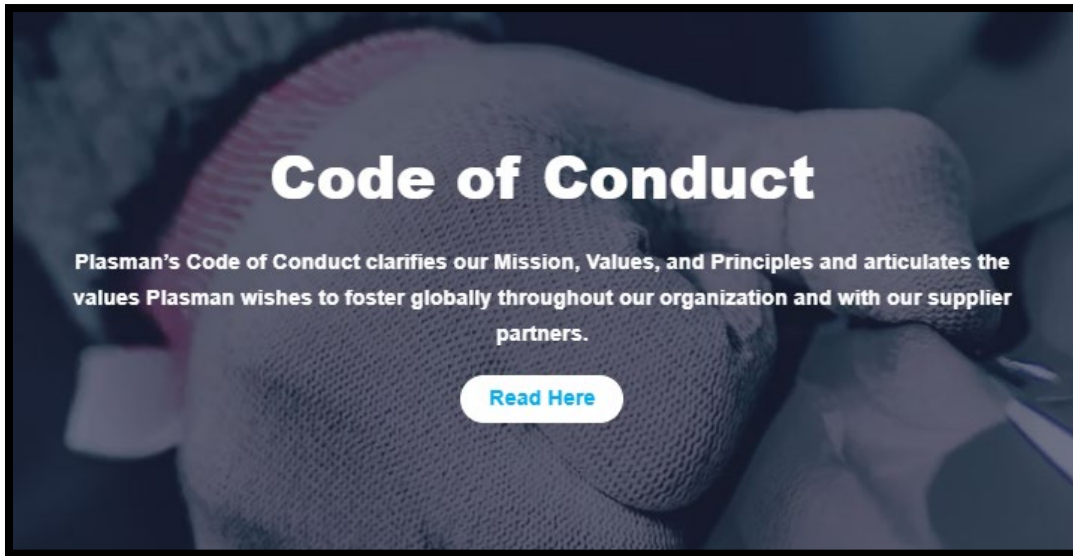 Code of Conduct
Plasman’s Code of Conduct clarifies our Mission, Values, and Principles and articulates the
values Plasman wishes to foster globally throughout our organization and with our supplier
partners.
Read Here